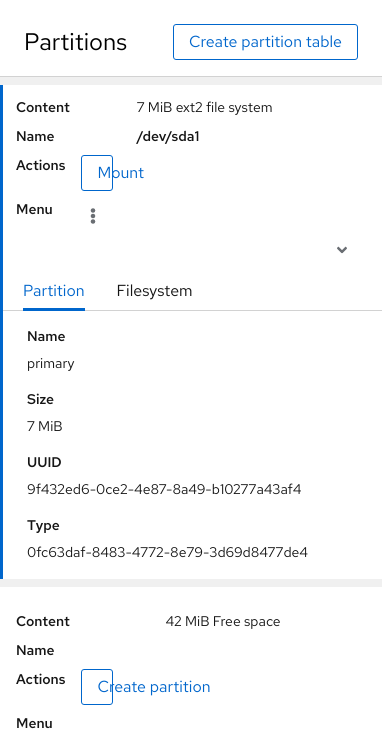 Partitions
Create partition table
Content 7 MiB ext2 file system
Name /dev/sda1
Actions Mount
Menu
Partition Filesystem
Name
primary
Size
7 MiB
UUID
9f432ed6-0ce2-4e87-8a49-b10277a43af4
Type
0fc63daf-8483-4772-8e79-3d69d8477de4
Content 42 MiB Free space
Name
Actions Create partition
Menu